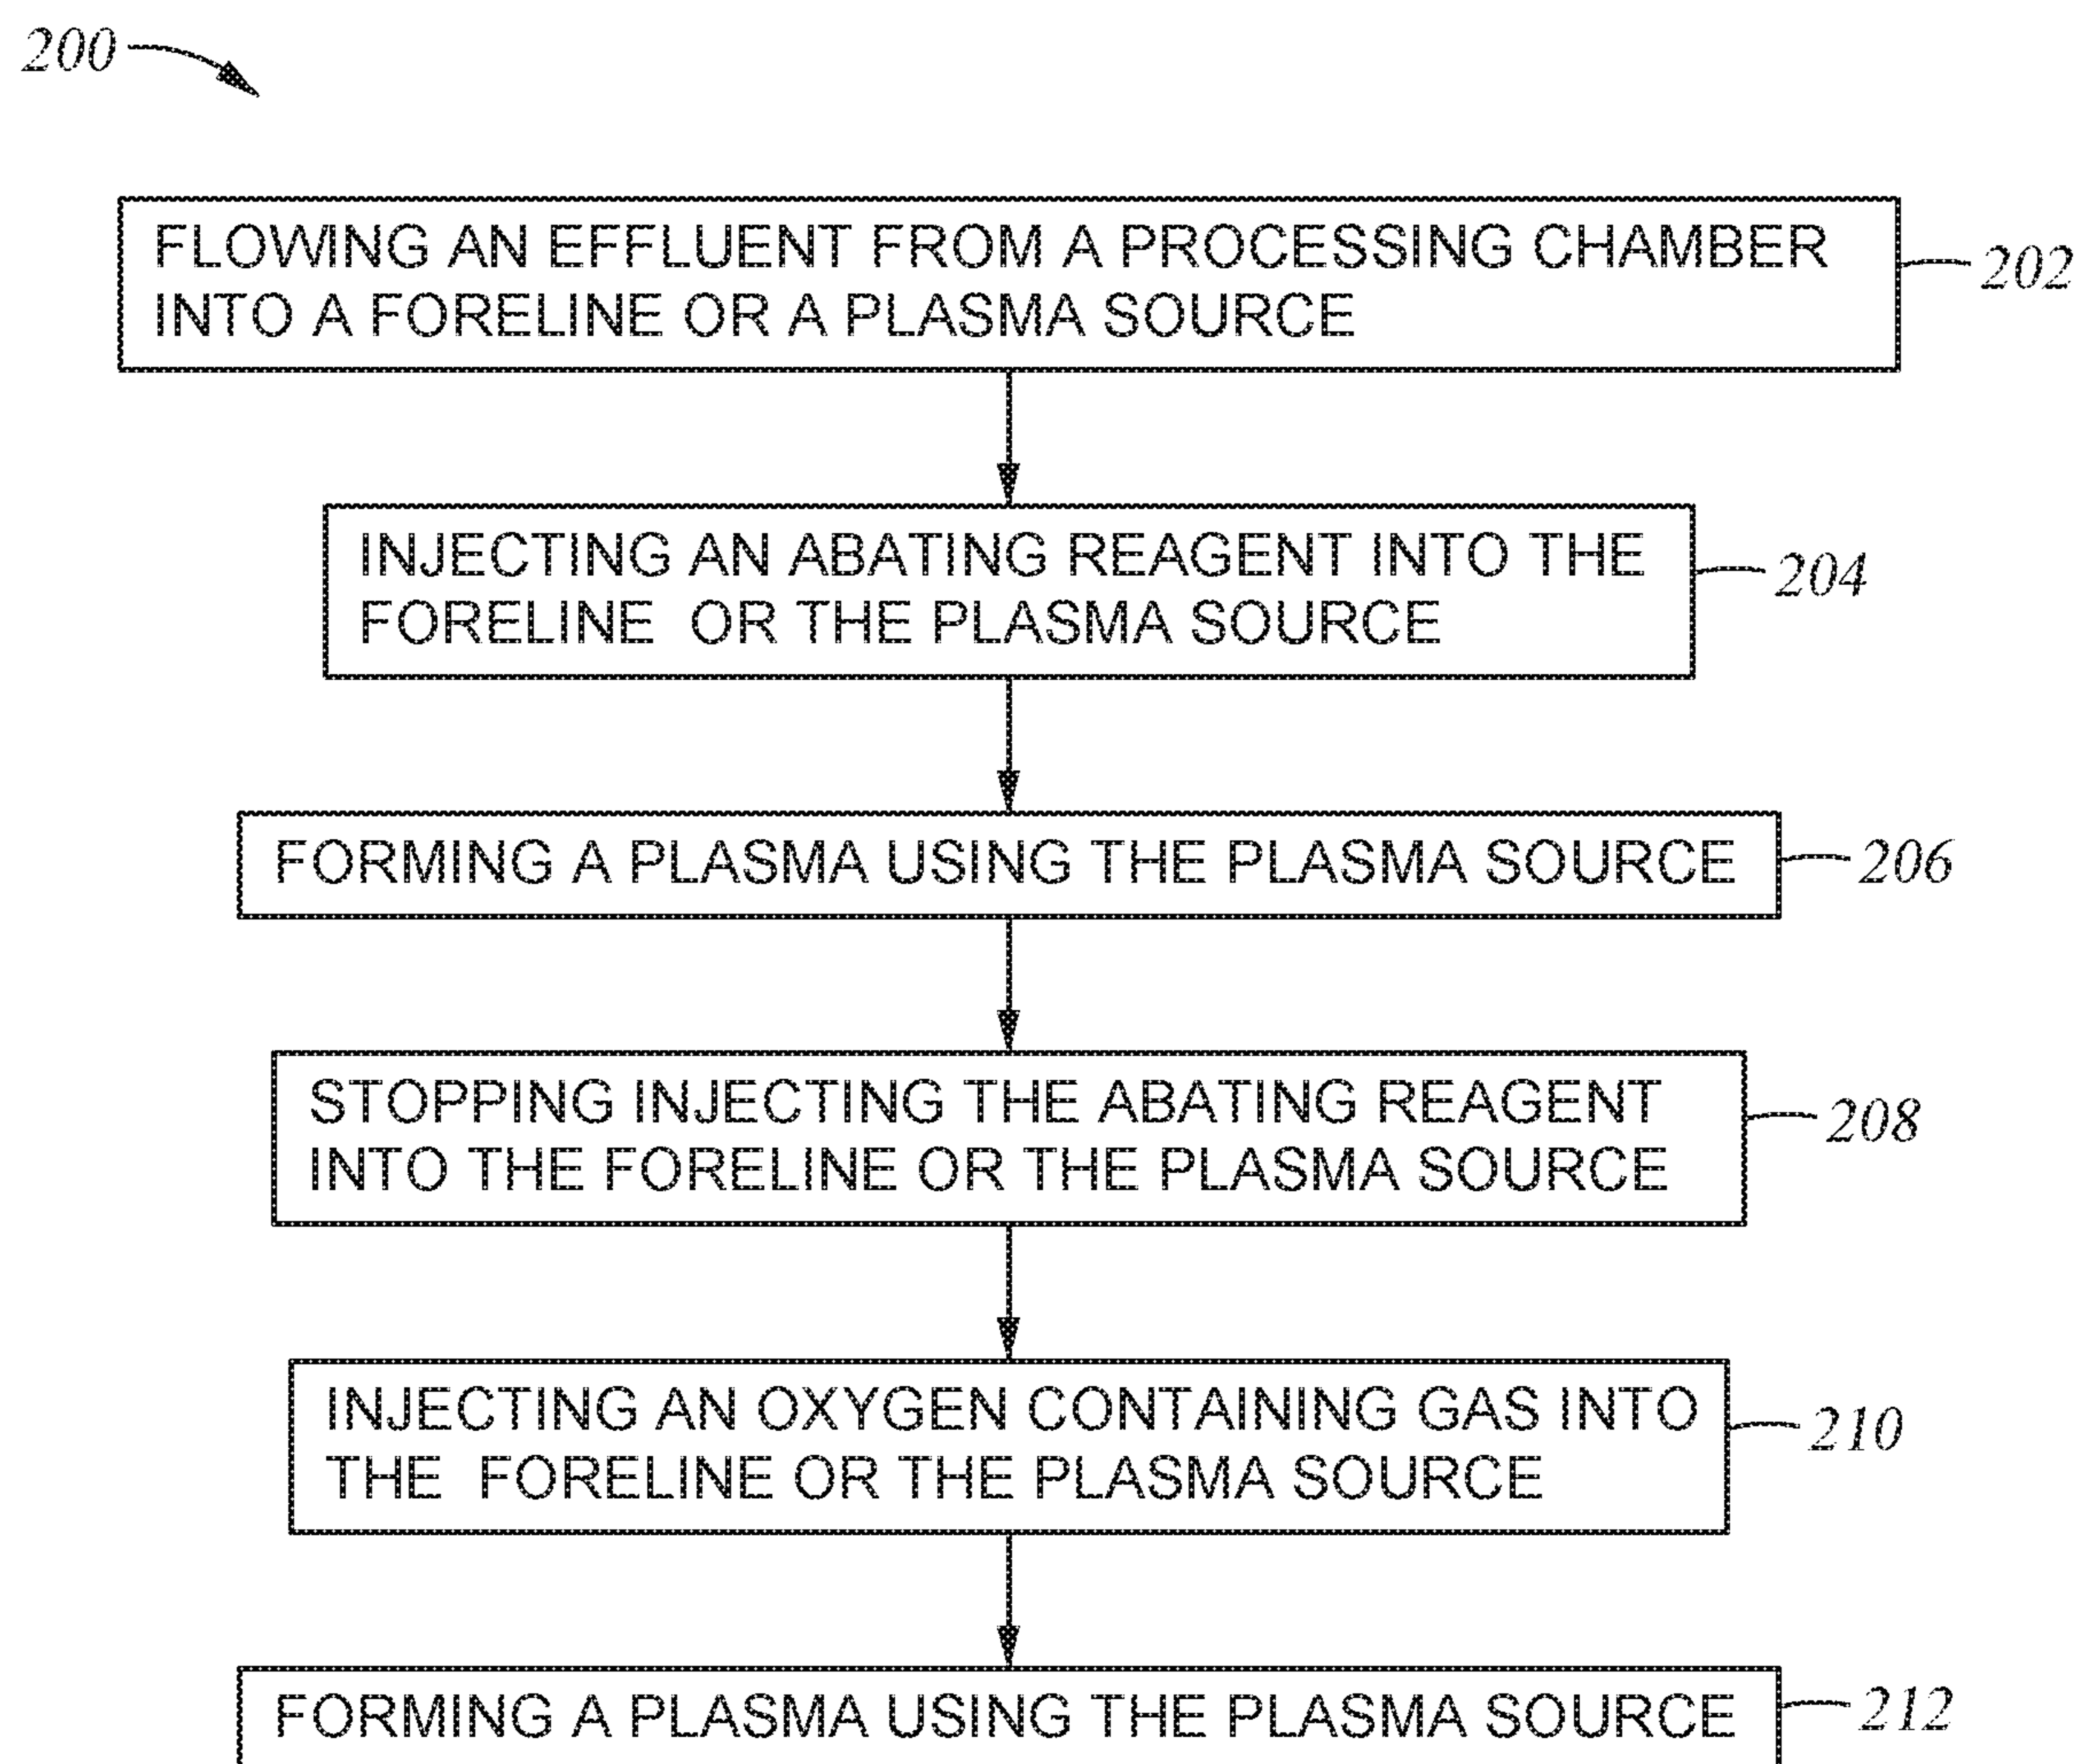 200
FLOWING AN EFFLUENT FROM A PROCESSING CHAMBER
INTO A FORELINE OR A PLASMA SOURCE
202
INJECTING AN ABATING REAGENT INTO THE
FORELINE OR THE PLASMA SOURCE
204
FORMING A PLASMA USING THE PLASMA SOURCE
206
STOPPING INJECTING THE ABATING REAGENT
INTO THE FORELINE OR THE PLASMA SOURCE
208
INJECTING AN OXYGEN CONTAINING GAS INTO
THE FORELINE OR THE PLASMA SOURCE
210
FORMING A PLASMA USING THE PLASMA SOURCE
212